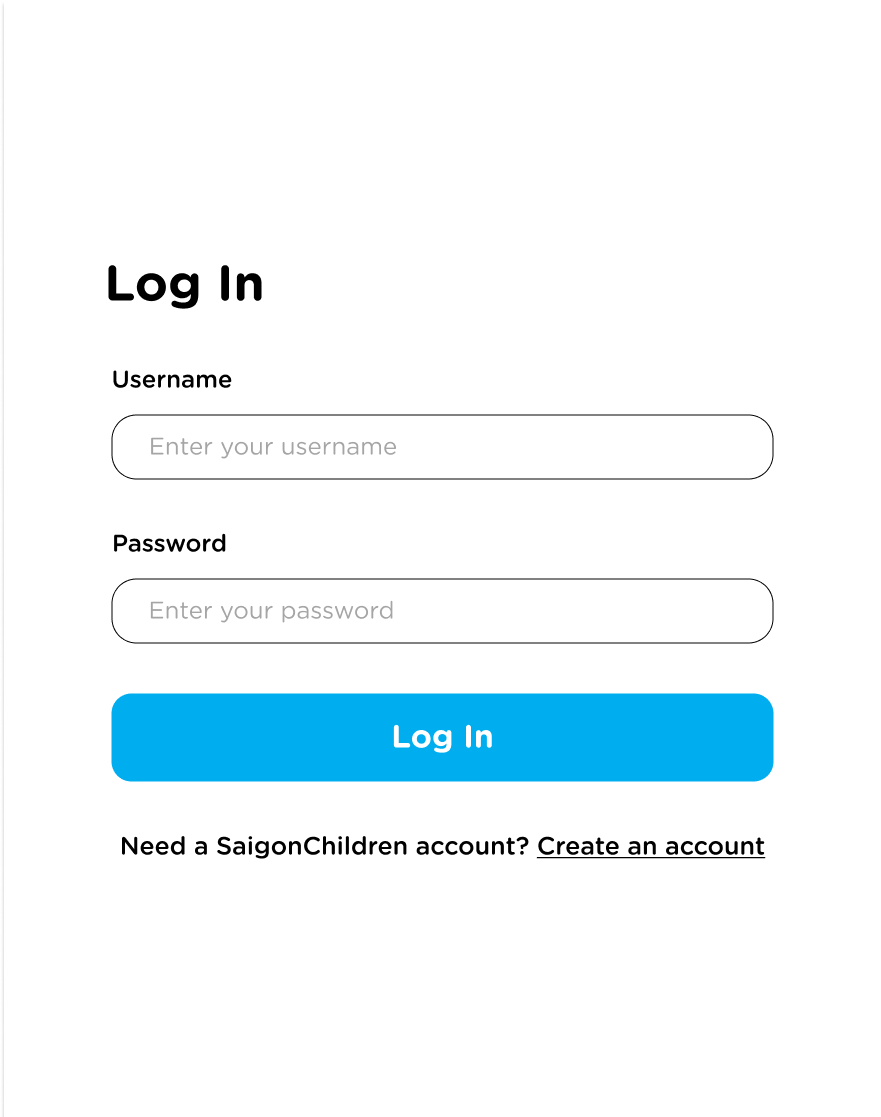 Log In
Username
Enter your username
Password
Enter your password
Log In
Need a SaigonChildren account? Create an account